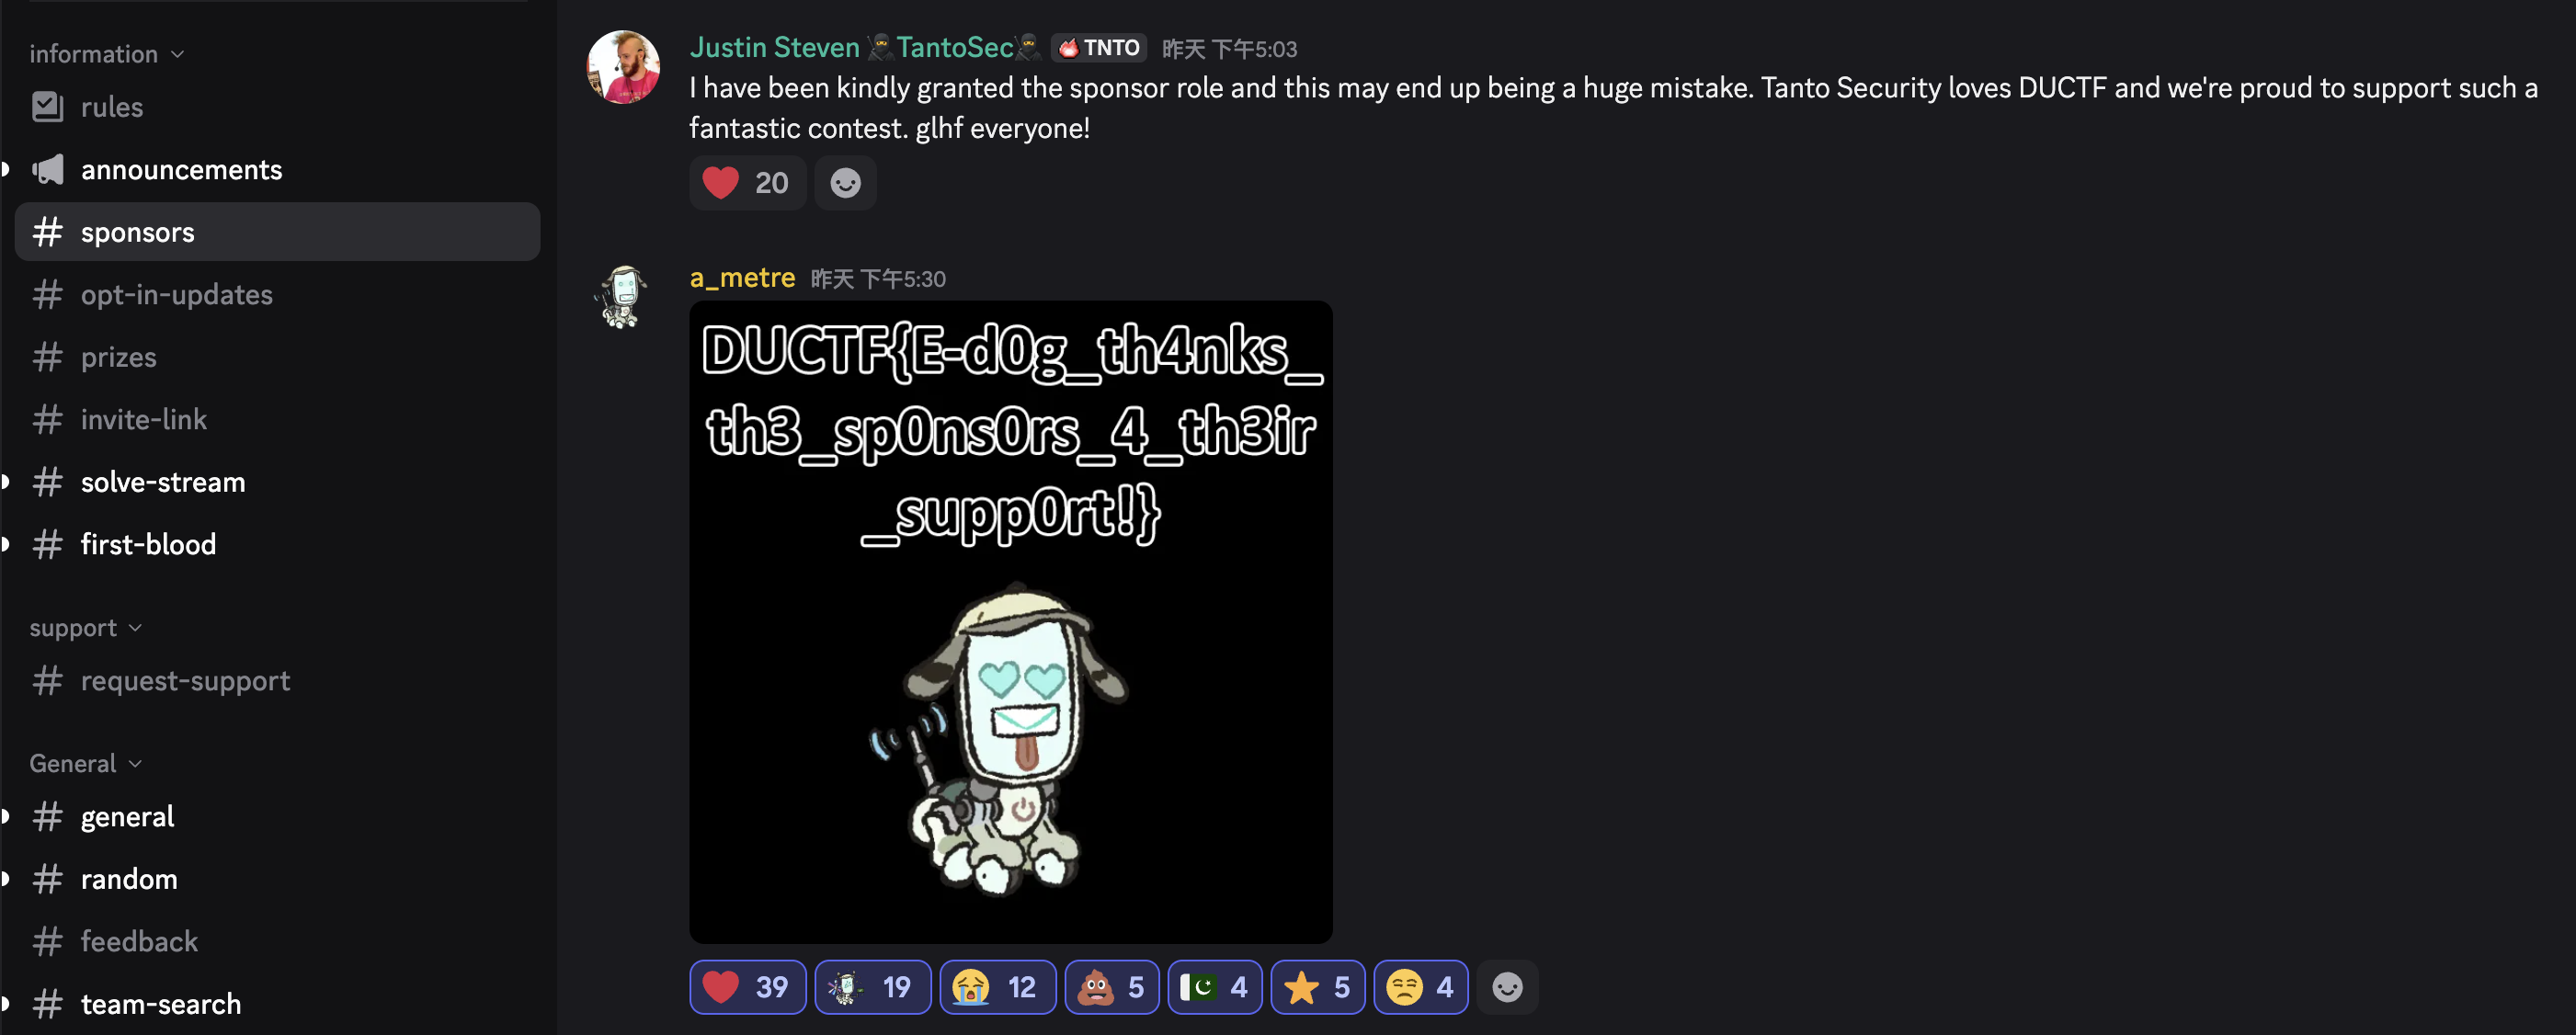 information
rules
announcements
sponsors
opt-in-updates
prizes
invite-link
solve-stream
first-blood
support
request-support
General
general
random
feedback
team-search
Justin Steven 🥷TantoSec🥷 TNTO 昨天 下午5:03
I have been kindly granted the sponsor role and this may end up being a huge mistake. Tanto Security loves DUCTF and we're proud to support such a
fantastic contest. glhf everyone!
20
a_metre 昨天 下午5:30
DUCTF{E-d0g_th4nks_
th3_sp0ns0rs_4_th3ir
_supp0rt!}
39 19 12 5 4 5 4